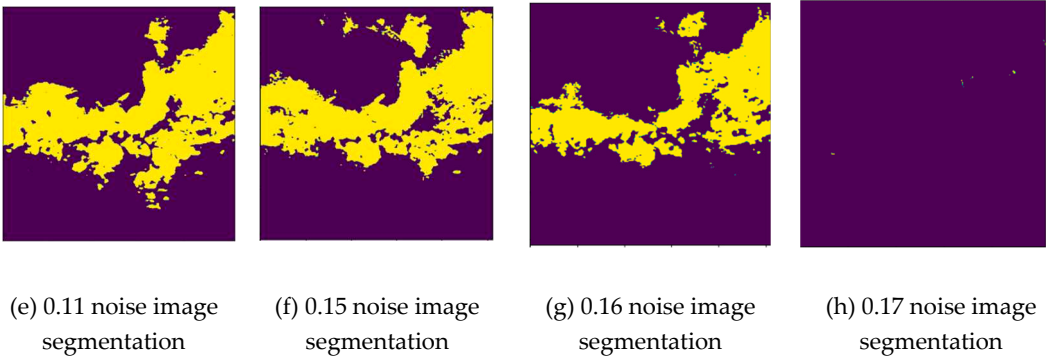 (e) 0.11 noise image
segmentation
(f) 0.15 noise image
segmentation
(g) 0.16 noise image
segmentation
(h) 0.17 noise image
segmentation